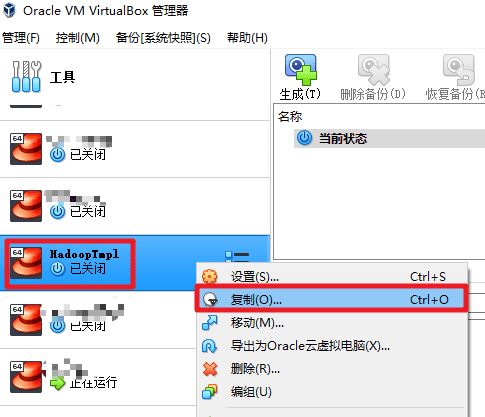 Oracle VM VirtualBox 管理器
管理(F) 控制(M) 备份[系统快照](S) 帮助(H)
工具
生成(T) 删除备份(D) 恢复备份(R
名称
当前状态
64
已关闭
64
已关闭
64
HadoopTmpl
已关闭
64
已关闭
64
正在运行
设置(S)... Ctrl+S
复制(O)... Ctrl+O
移动(M)...
导出为Oracle云虚拟电脑(X)...
删除(R)...
编组(U)